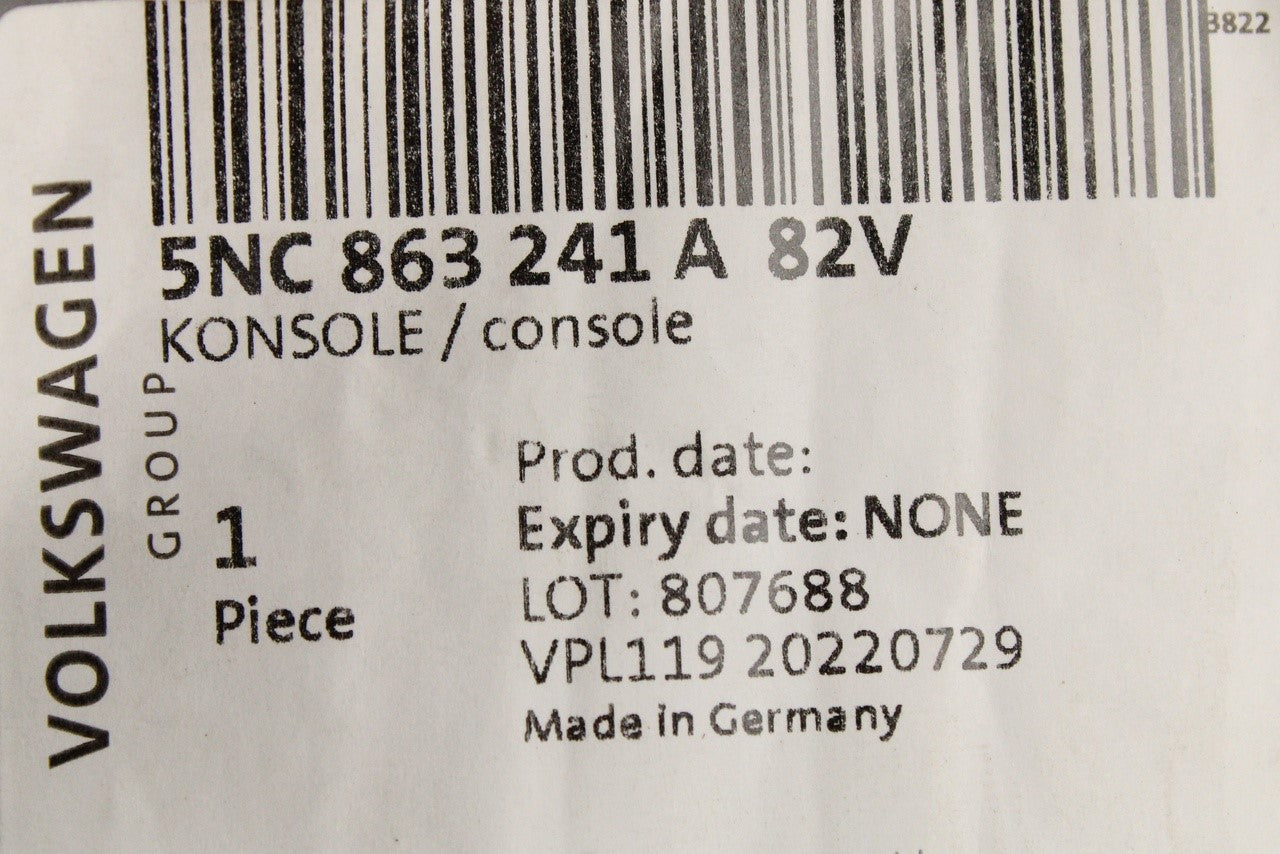 3822
5NC 863 241 A 82V
KONSOLE / console
VOLKSWAGEN
GROUP
1
Piece
Prod. date:
Expiry date: NONE
LOT: 807688
VPL119 20220729
Made in Germany